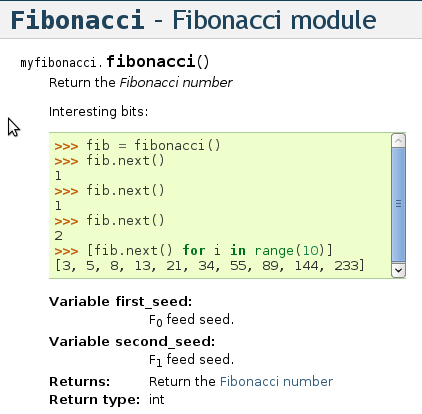 Fibonacci - Fibonacci module
myfibonacci.fibonacci()
Return the Fibonacci number
Interesting bits:
>>> fib = fibonacci()
>>> fib.next()
1
>>> fib.next()
1
>>> fib.next()
2
>>> [fib.next() for i in range(10)]
[3, 5, 8, 13, 21, 34, 55, 89, 144, 233]
Variable first_seed:
F₀ feed seed.
Variable second_seed:
F₁ feed seed.
Returns: Return the Fibonacci number
Return type: int